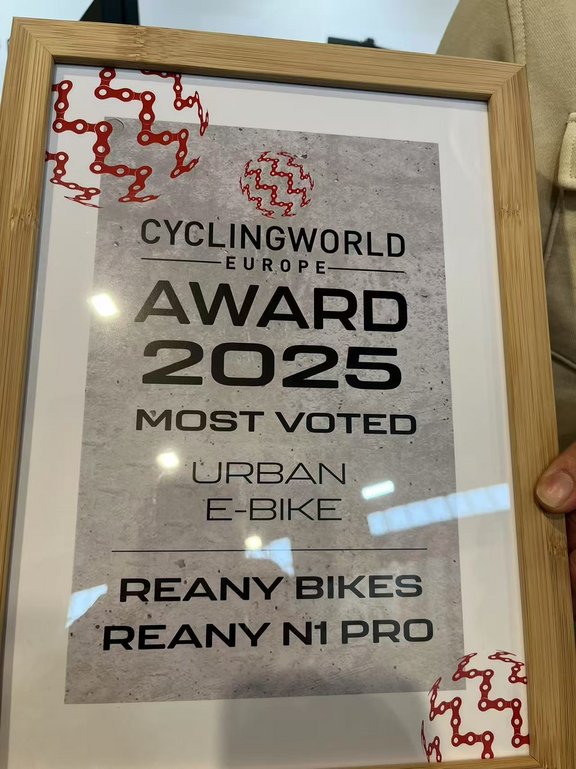 CYCLINGWORLD
EUROPE
AWARD
2025
MOST VOTED
URBAN
E-BIKE
REANY BIKES
REANY N1 PRO